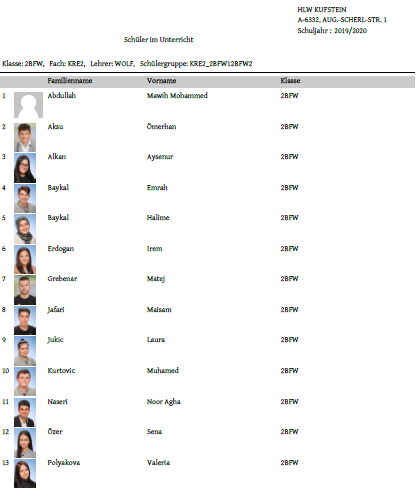 HLW KUFSTEIN
A-6332, AUG.-SCHERL-STR. 1
Schuljahr : 2019/2020
Schüler im Unterricht
Klasse: 2BFW, Fach: KRE2, Lehrer: WOLF, Schülergruppe: KRE2_2BFW12BFW2
Familienname Vorname Klasse
1 Abdullah Mawih Mohammed 2BFW
2 Aksu Ömerhan 2BFW
3 Alkan Aysenur 2BFW
4 Baykal Emrah 2BFW
5 Baykal Halime 2BFW
6 Erdogan Irem 2BFW
7 Grebenar Matej 2BFW
8 Jafari Maisam 2BFW
9 Jukic Laura 2BFW
10 Kurtovic Muhamed 2BFW
11 Naseri Noor Agha 2BFW
12 Özer Sena 2BFW
13 Polyakova Valeria 2BFW